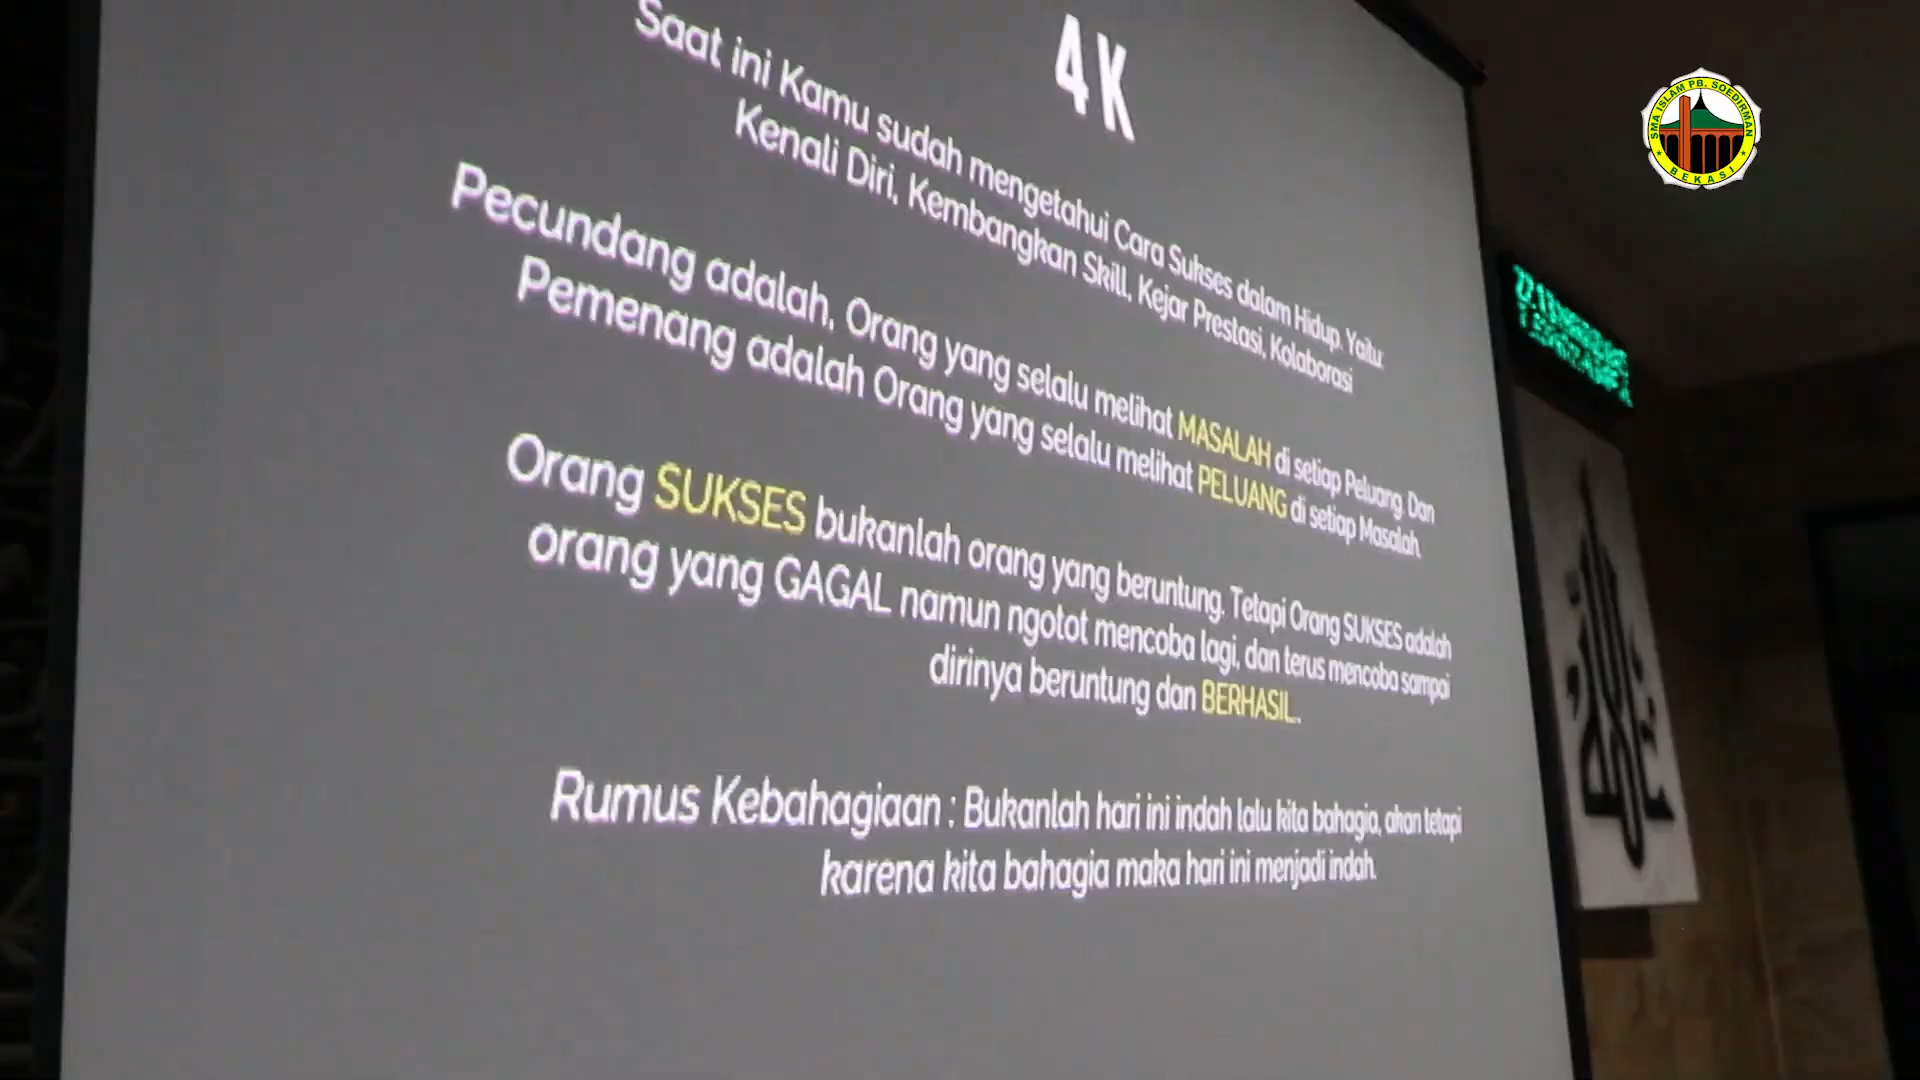 4K
Saat ini Kamu sudah mengetahui Cara Sukses dalam Hidup. Yaitu:
Kenali Diri, Kembangkan Skill, Kejar Prestasi, Kolaborasi
Pecundang adalah, Orang yang selalu melihat MASALAH di setiap Peluang. Dan
Pemenang adalah Orang yang selalu melihat PELUANG di setiap Masalah.
Orang SUKSES bukanlah orang yang beruntung. Tetapi Orang SUKSES adalah
orang yang GAGAL namun ngotot mencoba lagi, dan terus mencoba sampai
dirinya beruntung dan BERHASIL..
Rumus Kebahagiaan : Bukanlah hari ini indah lalu kita bahagia, akan tetapi
karena kita bahagia maka hari ini menjadi indah.
SMA ISLAM PB. SOEDIRMAN
BEKASI